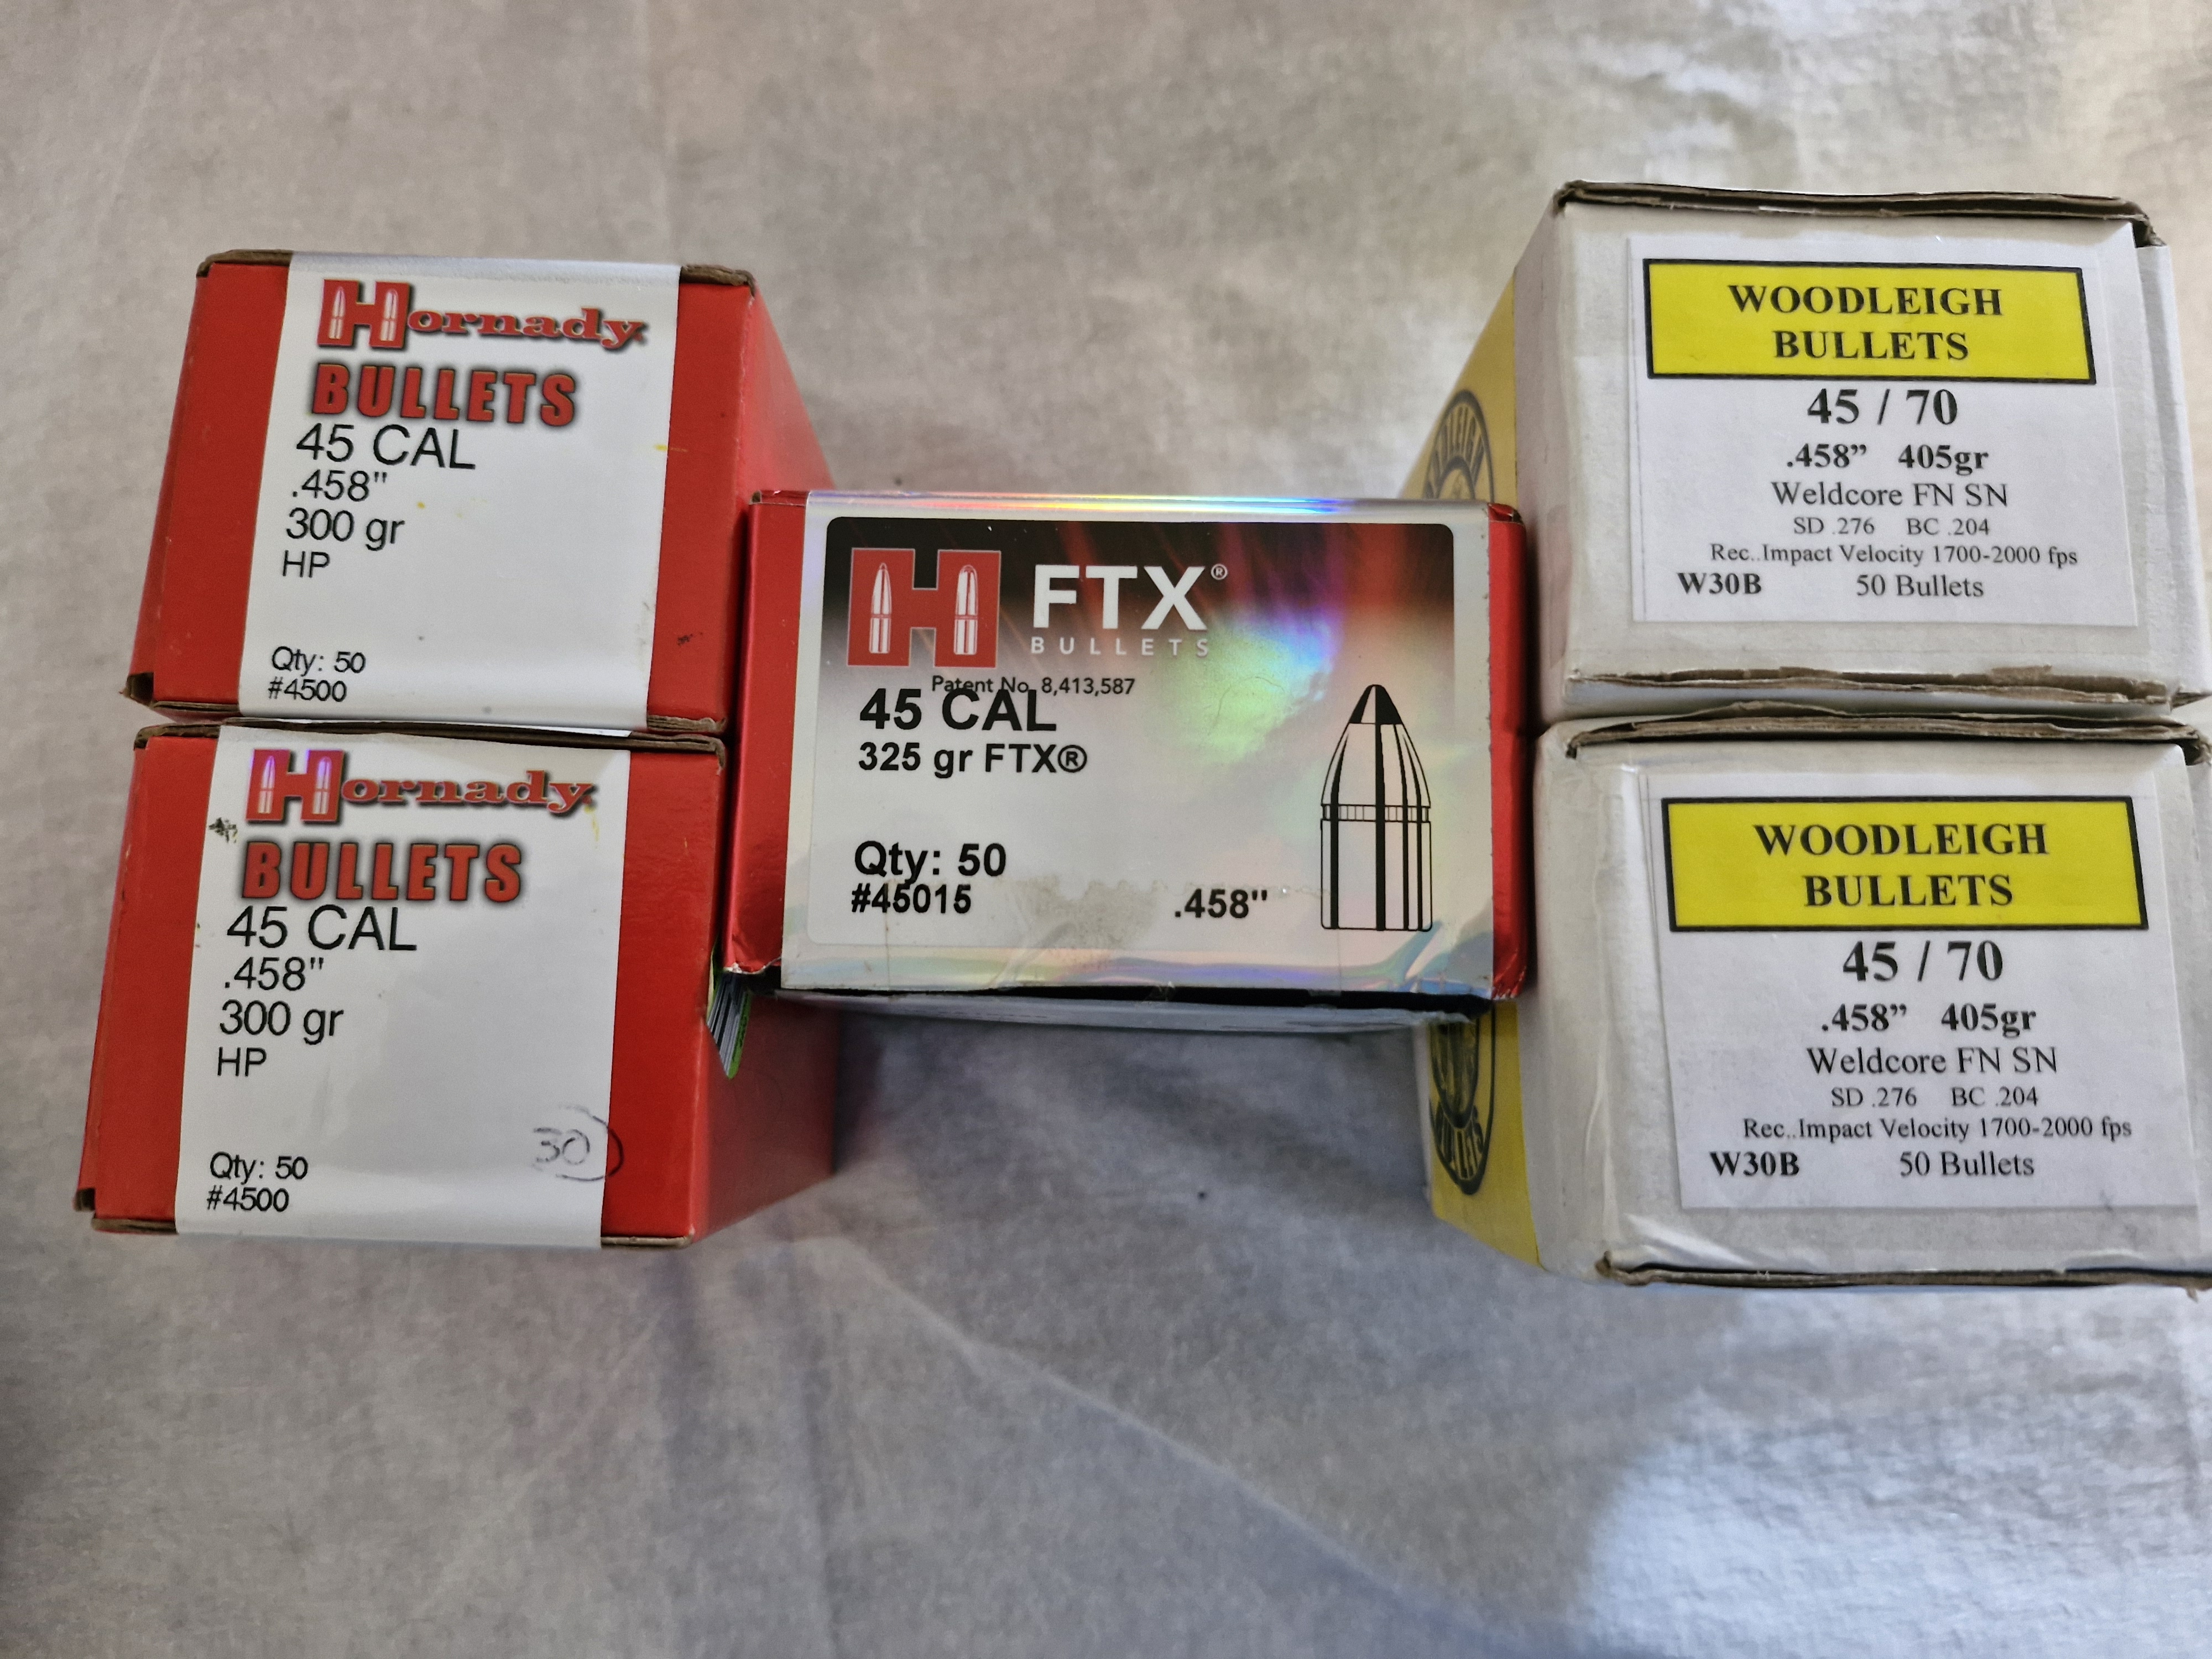 Hornady
BULLETS
45 CAL
.458"
300 gr
HP
Qty: 50
#4500
Hornady
BULLETS
45 CAL
.458"
300 gr
HP
30
Qty: 50
#4500
H FTX®
BULLETS
Patent No. 8,413,587
45 CAL
325 gr FTX®
Qty: 50
#45015 .458"
WOODLEIGH
BULLETS
45 / 70
.458” 405gr
Weldcore FN SN
SD .276 BC .204
Rec..Impact Velocity 1700-2000 fps
W30B 50 Bullets
WOODLEIGH
BULLETS
45 / 70
.458” 405gr
Weldcore FN SN
SD .276 BC .204
Rec..Impact Velocity 1700-2000 fps
W30B 50 Bullets